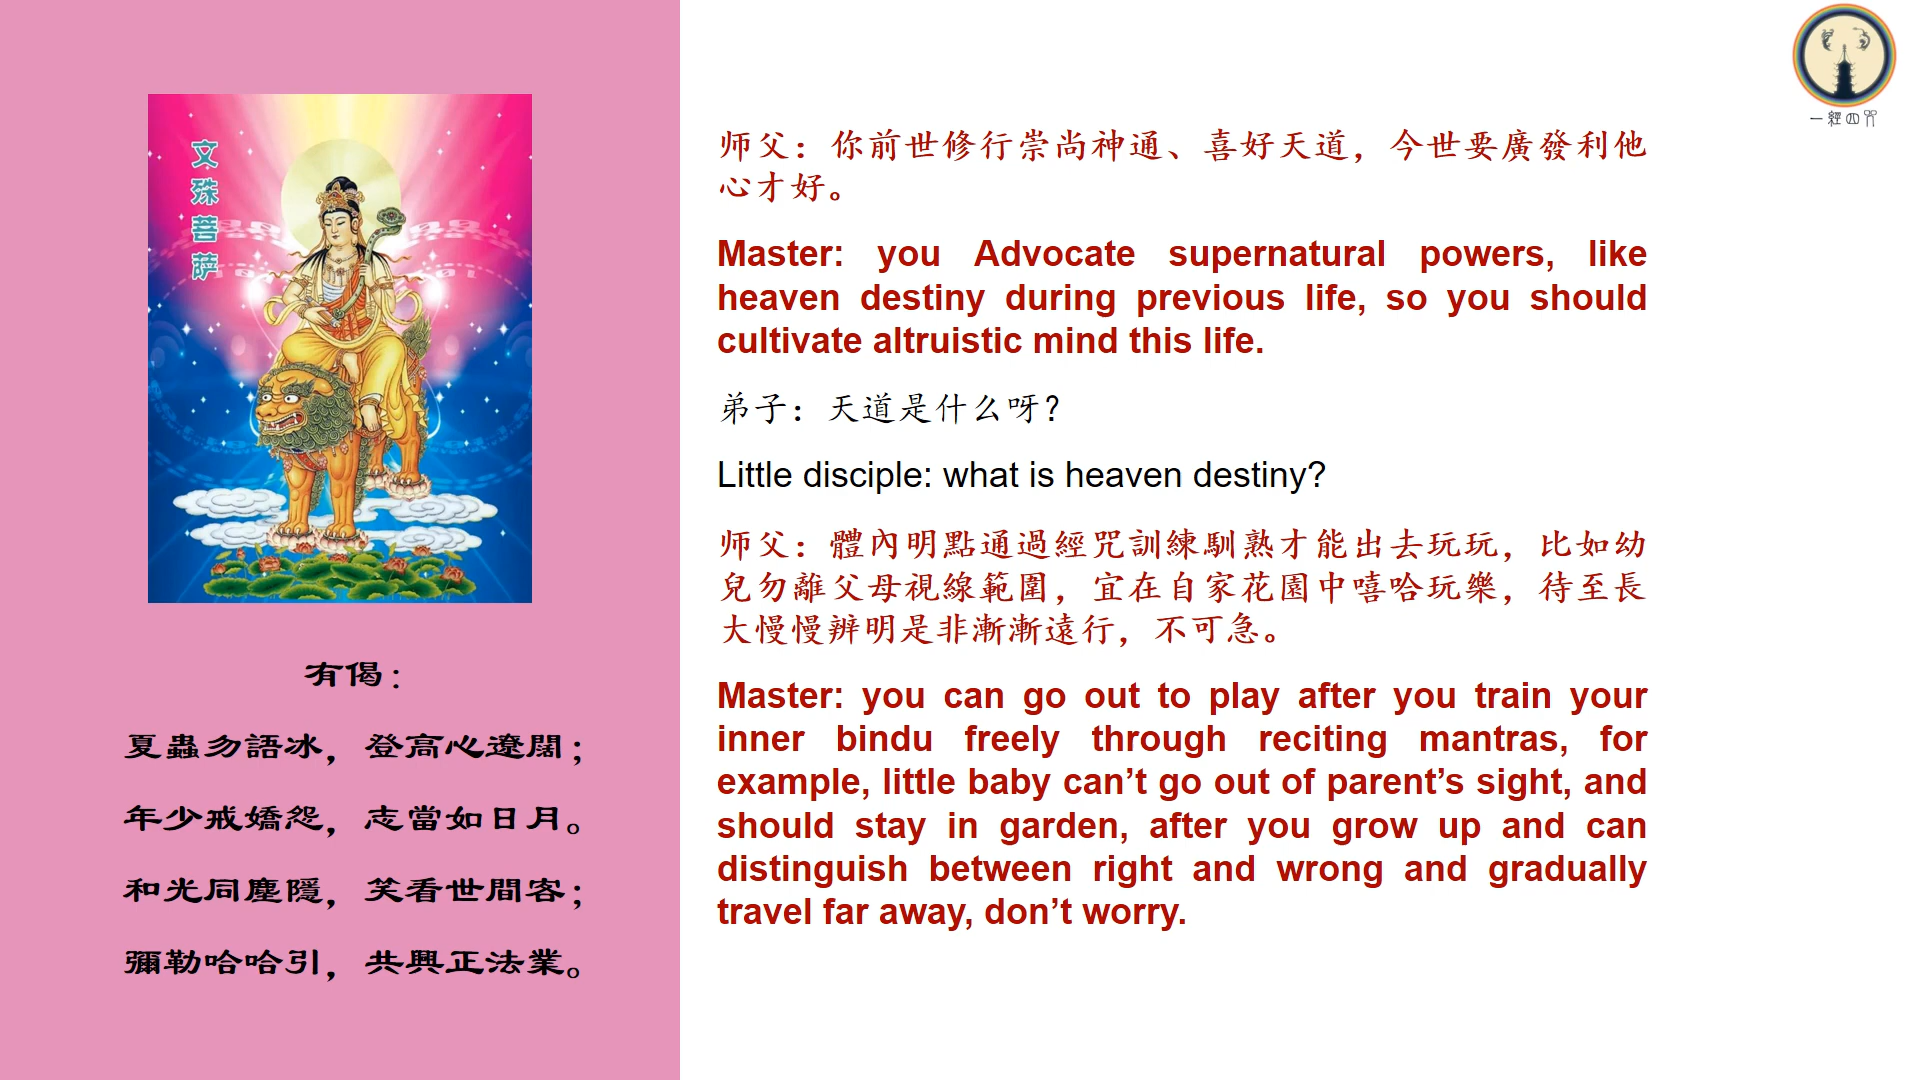 文殊菩萨
有偈：
夏蟲勿語冰，登高心遼闊；
年少戒嬌怨，志當如日月。
和光同塵隱，笑看世間客；
彌勒哈哈引，共興正法業。
一經四咒
师父：你前世修行崇尚神通、喜好天道，今世要廣發利他
心才好。
Master: you Advocate supernatural powers, like
heaven destiny during previous life, so you should
cultivate altruistic mind this life.
弟子：天道是什么呀？
Little disciple: what is heaven destiny?
师父：體內明點通過經咒訓練馴熟才能出去玩玩，比如幼
兒勿離父母視線範圍，宜在自家花園中嘻哈玩樂，待至長
大慢慢辨明是非漸漸遠行，不可急。
Master: you can go out to play after you train your
inner bindu freely through reciting mantras, for
example, little baby can’t go out of parent’s sight, and
should stay in garden, after you grow up and can
distinguish between right and wrong and gradually
travel far away, don’t worry.